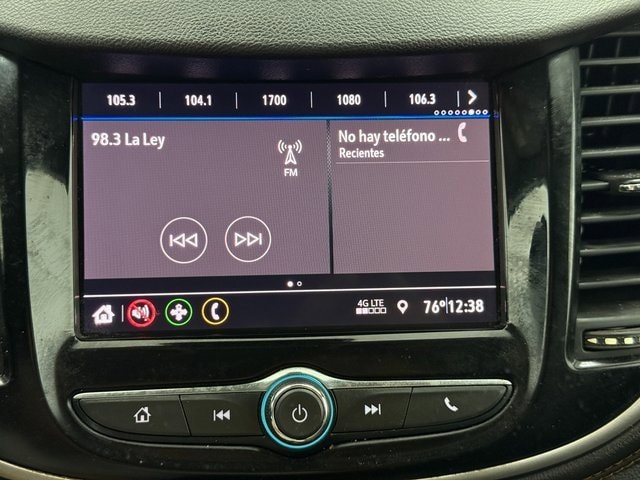 105.3 104.1 1700 1080 106.3
98.3 La Ley
FM
No hay teléfono ...
Recientes
4G LTE
76° 12:38